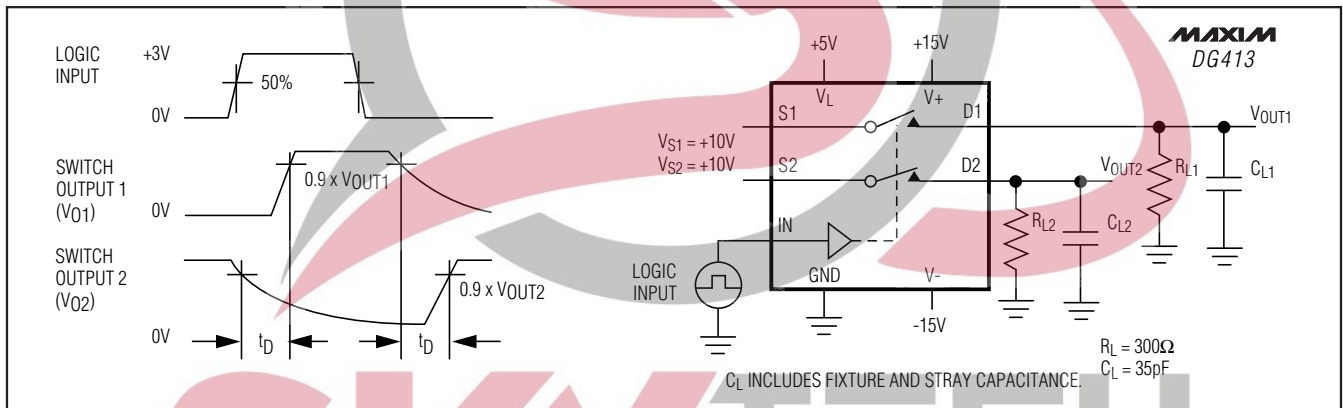 LOGIC INPUT
+3V
50%
0V
SWITCH OUTPUT 1 (VO1)
0.9 x VOUT1
0V
SWITCH OUTPUT 2 (VO2)
0.9 x VOUT2
0V
tD
tD
MAXIM
DG413
+5V
+15V
VL
V+
S1
D1
VOUT1
VS1 = +10V
VS2 = +10V
S2
D2
VOUT2
RL1
CL1
RL2
CL2
IN
LOGIC INPUT
GND
V-
-15V
RL = 300Ω
CL = 35pF
CL INCLUDES FIXTURE AND STRAY CAPACITANCE.